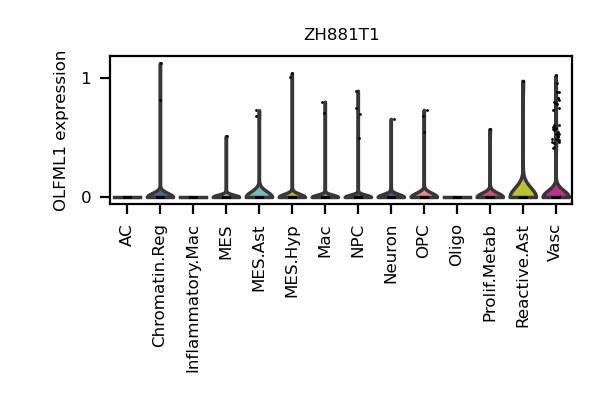 ZH881T1
OLFML1 expression
1
0
AC
Chromatin.Reg
Inflammatory.Mac
MES
MES.Ast
MES.Hyp
Mac
NPC
Neuron
OPC
Oligo
Prolif.Metab
Reactive.Ast
Vasc